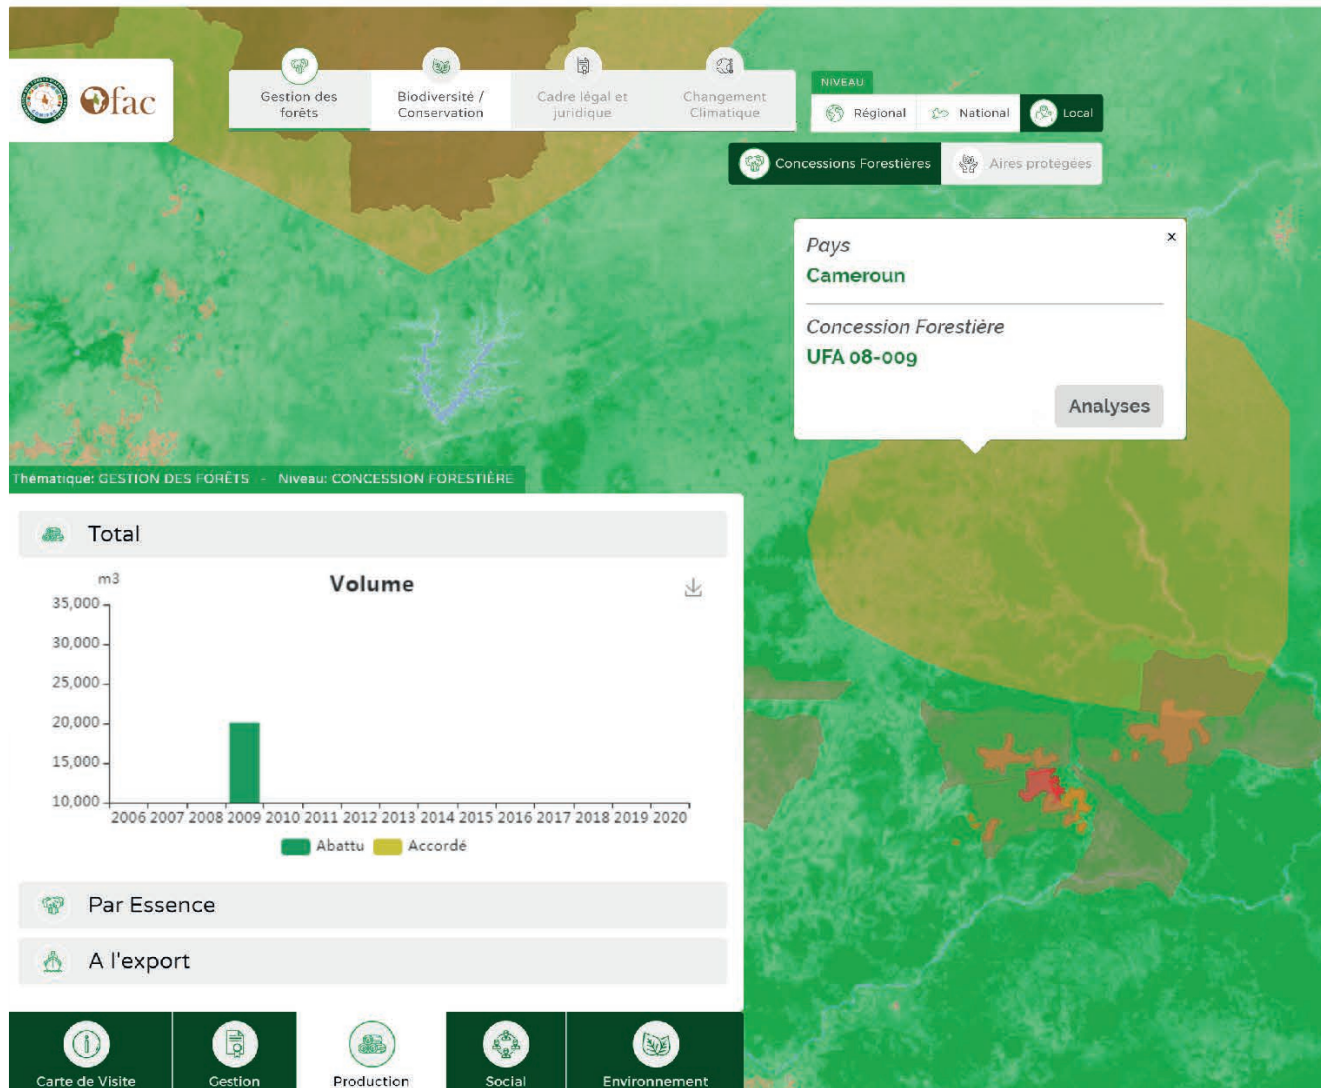 Ofac
Gestion des
forêts
Biodiversité /
Conservation
Cadre légal et
juridique
Changement
Climatique
NIVEAU
Régional
National
Local
Concessions Forestières
Aires protégées
Pays
x
Cameroun
Concession Forestière
UFA 08-009
Analyses
Thématique: GESTION DES FORÊTS - Niveau: CONCESSION FORESTIÈRE
Total
m3
Volume
35,000
30,000
25,000
20,000
15,000
10,000
2006 2007 2008 2009 2010 2011 2012 2013 2014 2015 2016 2017 2018 2019 2020
Abattu
Accordé
Par Essence
A l'export
Carte de Visite
Gestion
Production
Social
Environnement